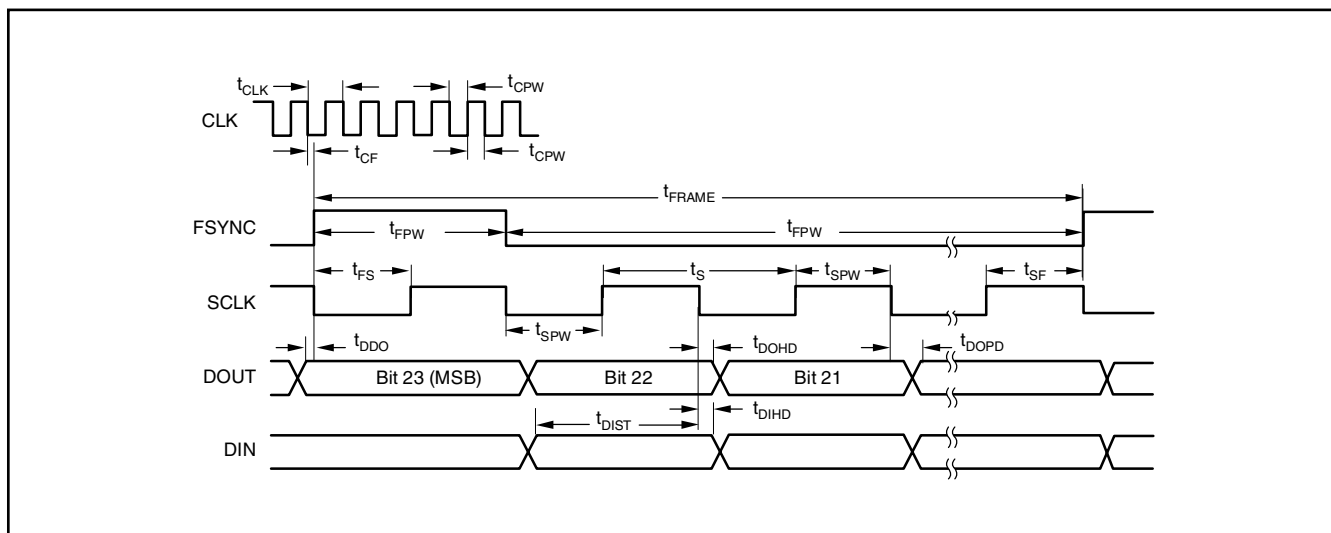 tCLK
tCPW
CLK
tCF
tCPW
tFRAME
FSYNC
tFPW
tFPW
tFS
tS
tSPW
tSF
SCLK
tSPW
tDDO
tDOHD
tDOPD
DOUT
Bit 23 (MSB)
Bit 22
Bit 21
tDIST
tDIHD
DIN